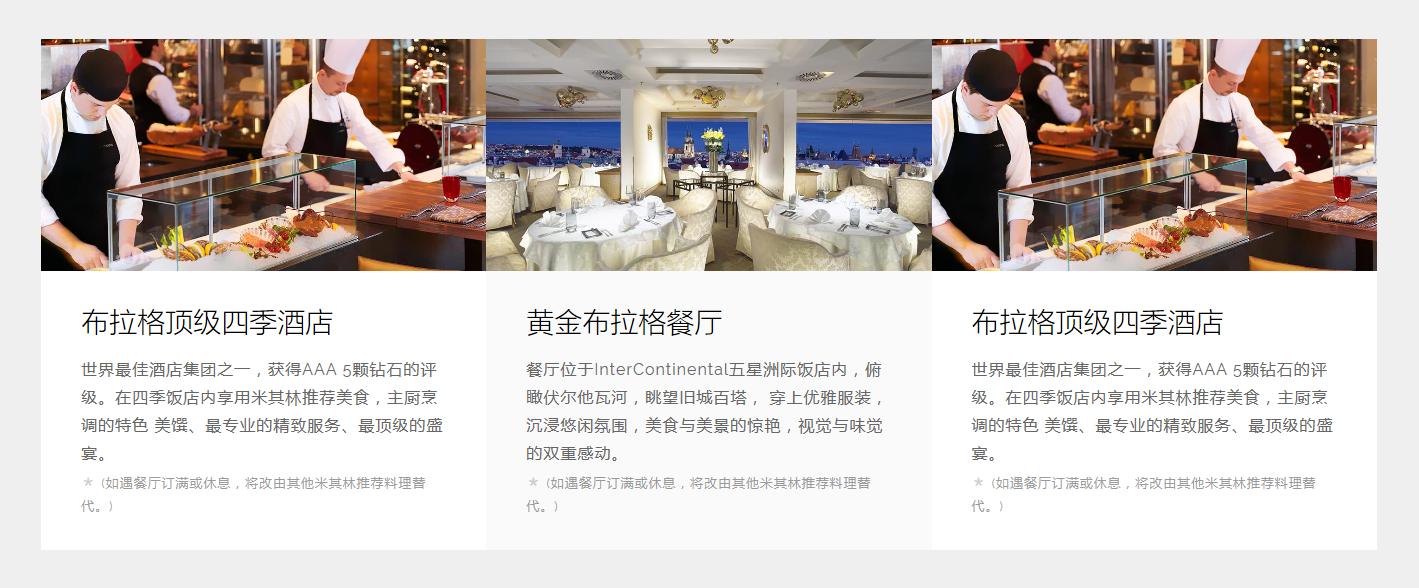 布拉格顶级四季酒店
世界最佳酒店集团之一，获得AAA 5颗钻石的评
级。在四季饭店内享用米其林推荐美食，主厨烹
调的特色 美馔、最专业的精致服务、最顶级的盛
宴。
* (如遇餐厅订满或休息，将改由其他米其林推荐料理替
代。)
黄金布拉格餐厅
餐厅位于InterContinental五星洲际饭店内，俯
瞰伏尔他瓦河，眺望旧城百塔， 穿上优雅服装，
沉浸悠闲氛围，美食与美景的惊艳，视觉与味觉
的双重感动。
* (如遇餐厅订满或休息，将改由其他米其林推荐料理替
代。)
布拉格顶级四季酒店
世界最佳酒店集团之一，获得AAA 5颗钻石的评
级。在四季饭店内享用米其林推荐美食，主厨烹
调的特色 美馔、最专业的精致服务、最顶级的盛
宴。
* (如遇餐厅订满或休息，将改由其他米其林推荐料理替
代。)